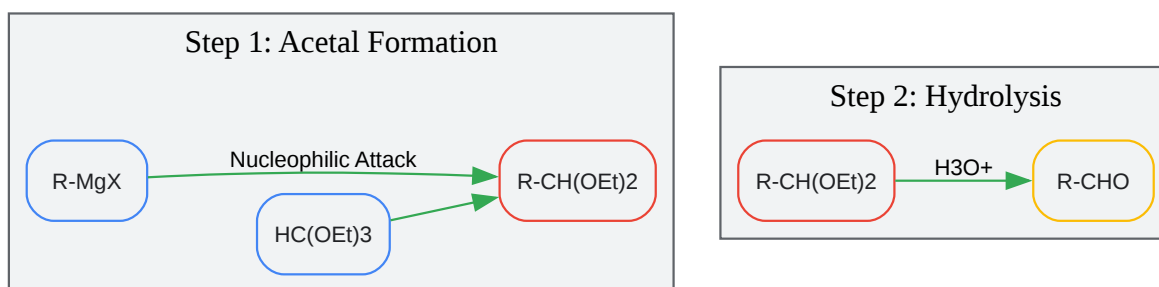 Step 1: Acetal Formation
R-MgX
Nucleophilic Attack
HC(OEt)3
R-CH(OEt)2
Step 2: Hydrolysis
R-CH(OEt)2
H3O+
R-CHO